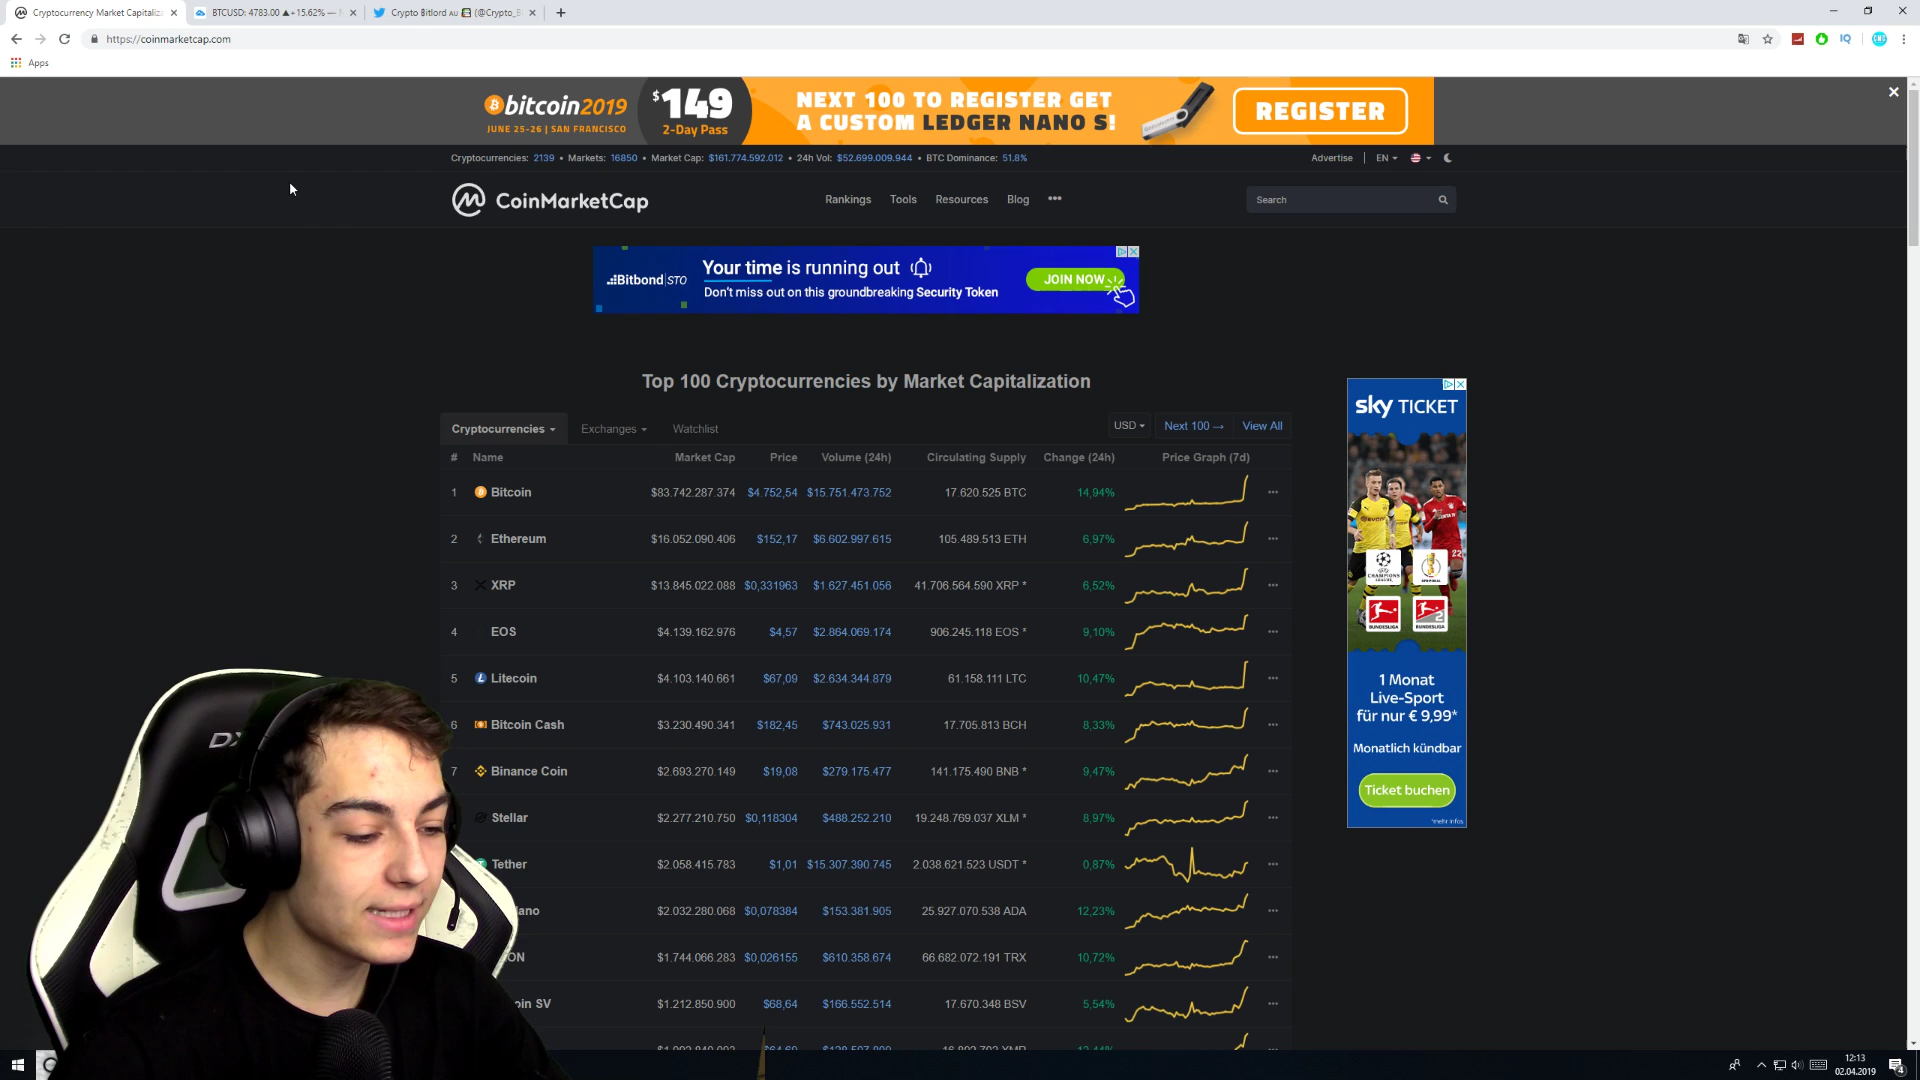 Cryptocurrency Market Capitaliza
BTCUSD: 4783.00 ▲+15.62% —
Crypto Bitlord AU (@Crypto_B
https://coinmarketcap.com
IQ
Apps
bitcoin2019
JUNE 25-26 | SAN FRANCISCO
$149
2-Day Pass
NEXT 100 TO REGISTER GET
A CUSTOM LEDGER NANO S!
REGISTER
Cryptocurrencies: 2139 • Markets: 16850 • Market Cap: $161.774.592.012 • 24h Vol: $52.699.009.944 • BTC Dominance: 51.8%
Advertise EN
CoinMarketCap
Rankings Tools Resources Blog •••
Search
Bitbond|STO
Your time is running out
Don't miss out on this groundbreaking Security Token
JOIN NOW
Top 100 Cryptocurrencies by Market Capitalization
Cryptocurrencies Exchanges Watchlist USD Next 100 → View All
# Name Market Cap Price Volume (24h) Circulating Supply Change (24h) Price Graph (7d)
1 Bitcoin $83.742.287.374 $4.752,54 $15.751.473.752 17.620.525 BTC 14,94%
2 Ethereum $16.052.090.406 $152,17 $6.602.997.615 105.489.513 ETH 6,97%
3 XRP $13.845.022.088 $0,331963 $1.627.451.056 41.706.564.590 XRP * 6,52%
4 EOS $4.139.162.976 $4,57 $2.864.069.174 906.245.118 EOS * 9,10%
5 Litecoin $4.103.140.661 $67,09 $2.634.344.879 61.158.111 LTC 10,47%
6 Bitcoin Cash $3.230.490.341 $182,45 $743.025.931 17.705.813 BCH 8,33%
7 Binance Coin $2.693.270.149 $19,08 $279.175.477 141.175.490 BNB * 9,47%
Stellar $2.277.210.750 $0,118304 $488.252.210 19.248.769.037 XLM * 8,97%
Tether $2.058.415.783 $1,01 $15.307.390.745 2.038.621.523 USDT * 0,87%
ano $2.032.280.068 $0,078384 $153.381.905 25.927.070.538 ADA 12,23%
ON $1.744.066.283 $0,026155 $610.358.674 66.682.072.191 TRX 10,72%
oin SV $1.212.850.900 $68,64 $166.552.514 17.670.348 BSV 5,54%
sky TICKET
22
CHAMPIONS
LEAGUE
BUNDESLIGA
BUNDESLIGA
1 Monat
Live-Sport
für nur € 9,99*
Monatlich kündbar
Ticket buchen
*mehr Infos
DX
12:13
02.04.2019
4